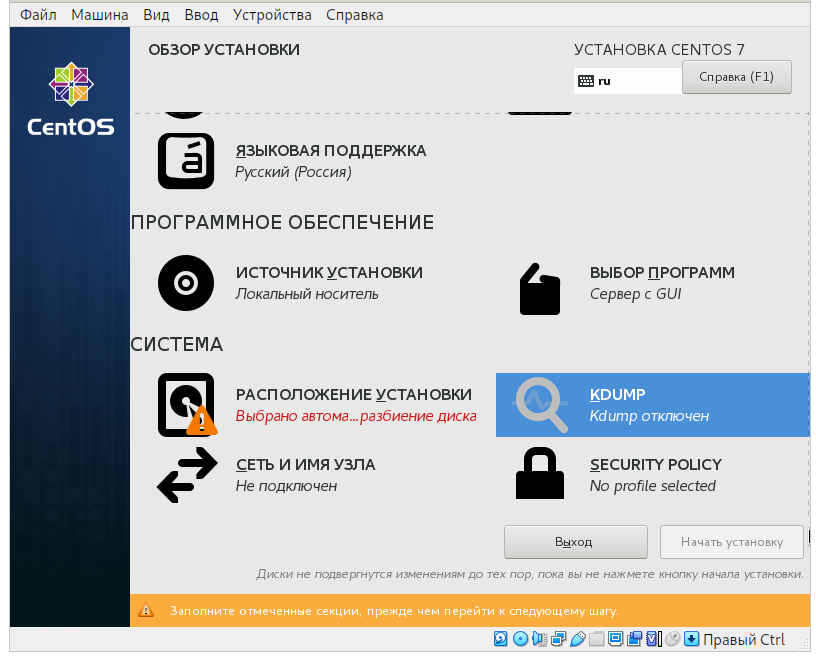 Файл Машина Вид Ввод Устройства Справка
ОБЗОР УСТАНОВКИ
УСТАНОВКА CENTOS 7
ru
Справка (F1)
CentOS
ЯЗЫКОВАЯ ПОДДЕРЖКА
Русский (Россия)
ПРОГРАММНОЕ ОБЕСПЕЧЕНИЕ
ИСТОЧНИК УСТАНОВКИ
Локальный носитель
ВЫБОР ПРОГРАММ
Сервер с GUI
СИСТЕМА
РАСПОЛОЖЕНИЕ УСТАНОВКИ
Выбрано автома...разбиение диска
KDUMP
Kdump отключен
СЕТЬ И ИМЯ УЗЛА
Не подключен
SECURITY POLICY
No profile selected
Выход
Начать установку
Диски не подвергнутся изменениям до тех пор, пока вы не нажмете кнопку начала установки.
Заполните отмеченные секции, прежде чем перейти к следующему шагу.
Правый Ctrl